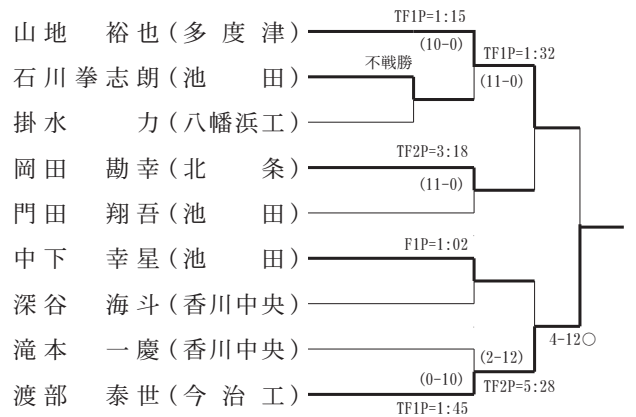 山地 裕也(多度津)
TF1P=1:15
(10-0)
TF1P=1:32
(11-0)
石川拳志朗(池 田)
不戦勝
掛水 力(八幡浜工)
岡田 勘幸(北 条)
TF2P=3:18
(11-0)
門田 翔吾(池 田)
中下 幸星(池 田)
F1P=1:02
深谷 海斗(香川中央)
4-12○
滝本 一慶(香川中央)
(2-12)
TF2P=5:28
渡部 泰世(今治工)
(0-10)
TF1P=1:45